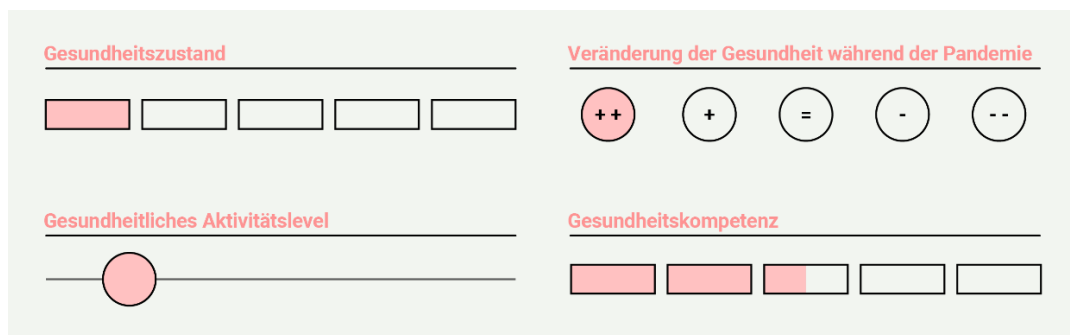 Gesundheitszustand
Veränderung der Gesundheit während der Pandemie
++ + = - --
Gesundheitliches Aktivitätslevel
Gesundheitskompetenz